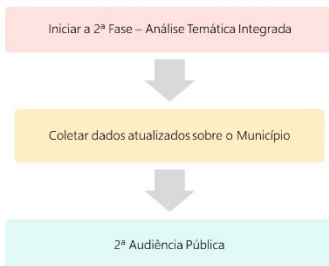 Iniciar a 2ª Fase – Análise Temática Integrada
Coletar dados atualizados sobre o Município
2ª Audiência Pública